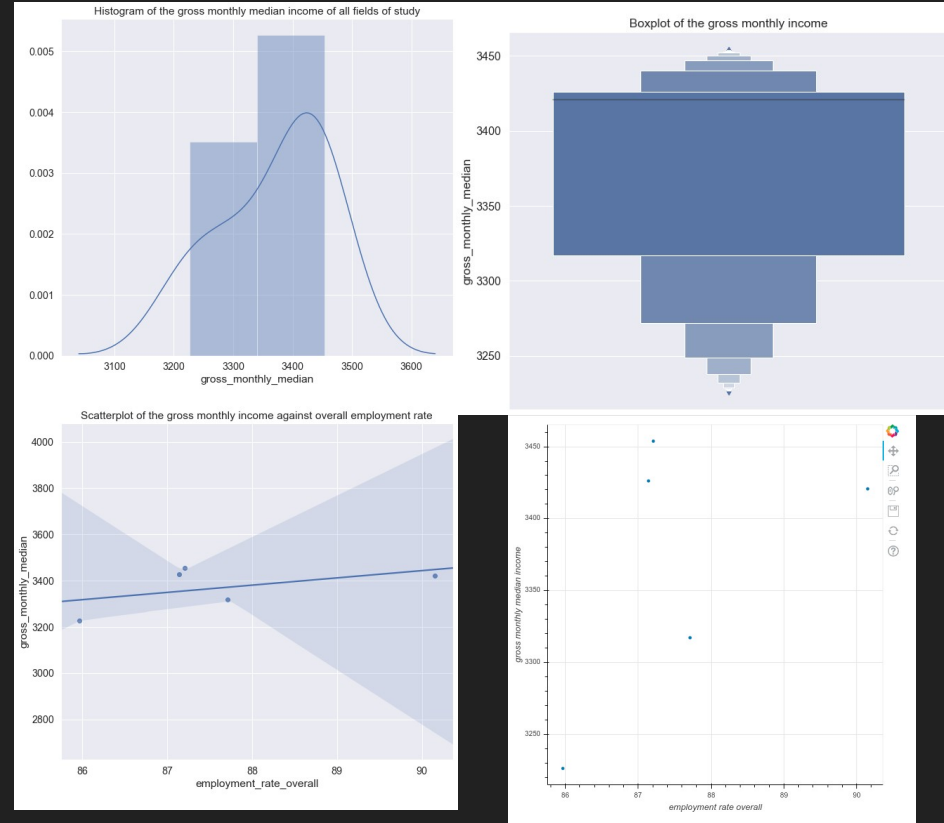 Histogram of the gross monthly median income of all fields of study
0.005
0.004
0.003
0.002
0.001
0.000
3100 3200 3300 3400 3500 3600
gross_monthly_median
Boxplot of the gross monthly income
gross_monthly_median
3450
3400
3350
3300
3250
Scatterplot of the gross monthly income against overall employment rate
gross_monthly_median
4000
3800
3600
3400
3200
3000
2800
86 87 88 89 90
employment_rate_overall
gross monthly median income
3450
3400
3350
3300
3250
86 87 88 89 90
employment rate overall